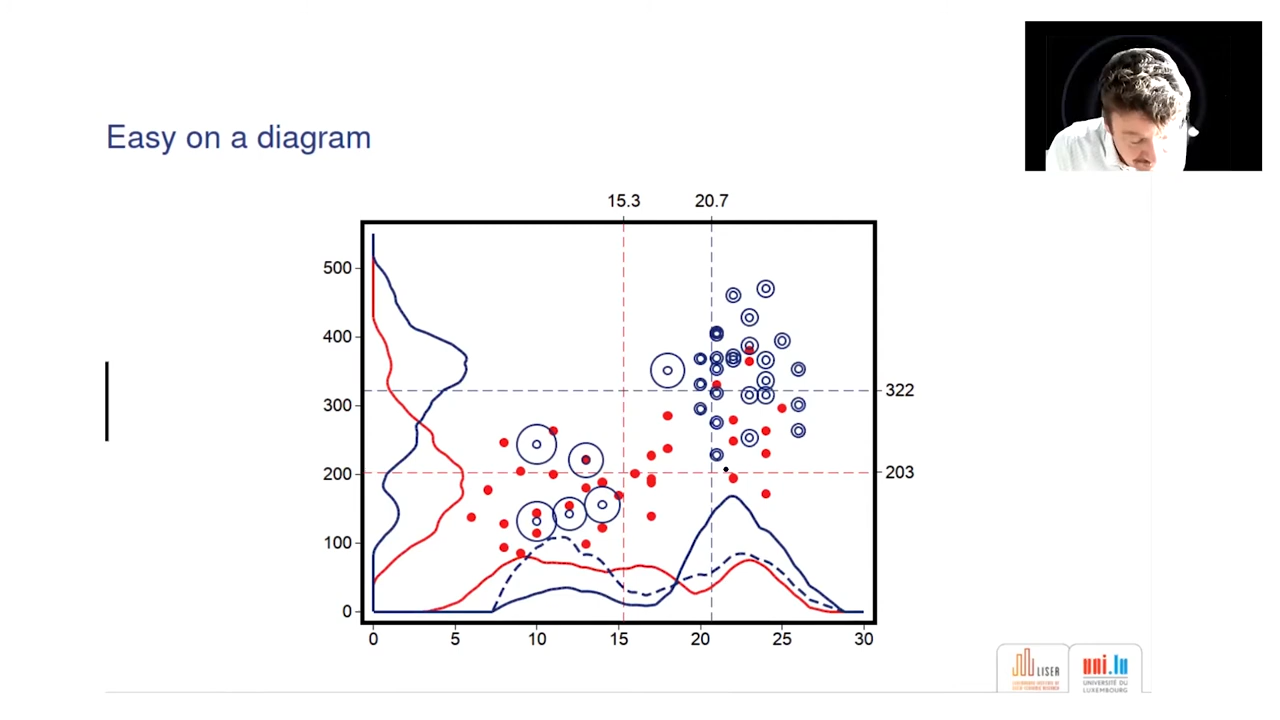 Easy on a diagram
15.3 20.7
500
400
322
300
203
200
100
0
0 5 10 15 20 25 30
LISER
uni.lu
UNIVERSITÉ DU
LUXEMBOURG